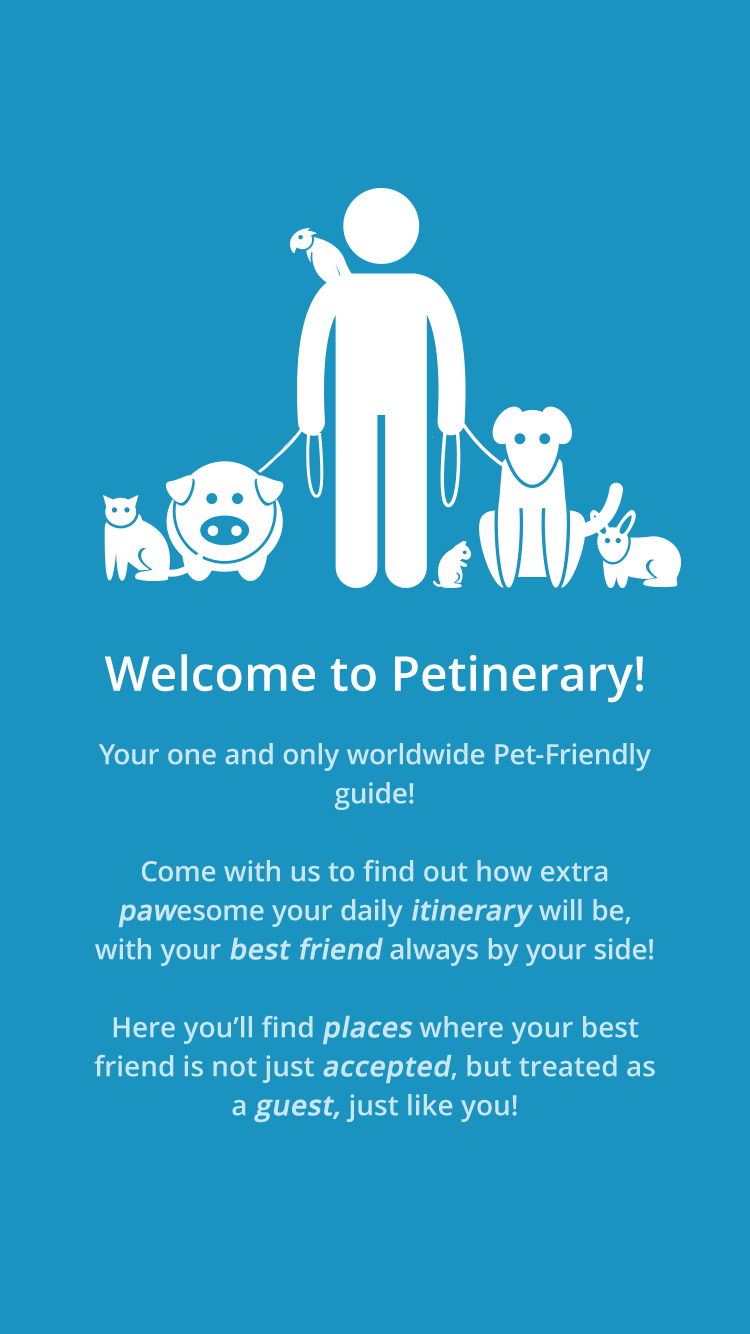 Welcome to Petinerary!
Your one and only worldwide Pet-Friendly
guide!
Come with us to find out how extra
pawesome your daily itinerary will be,
with your best friend always by your side!
Here you’ll find places where your best
friend is not just accepted, but treated as
a guest, just like you!